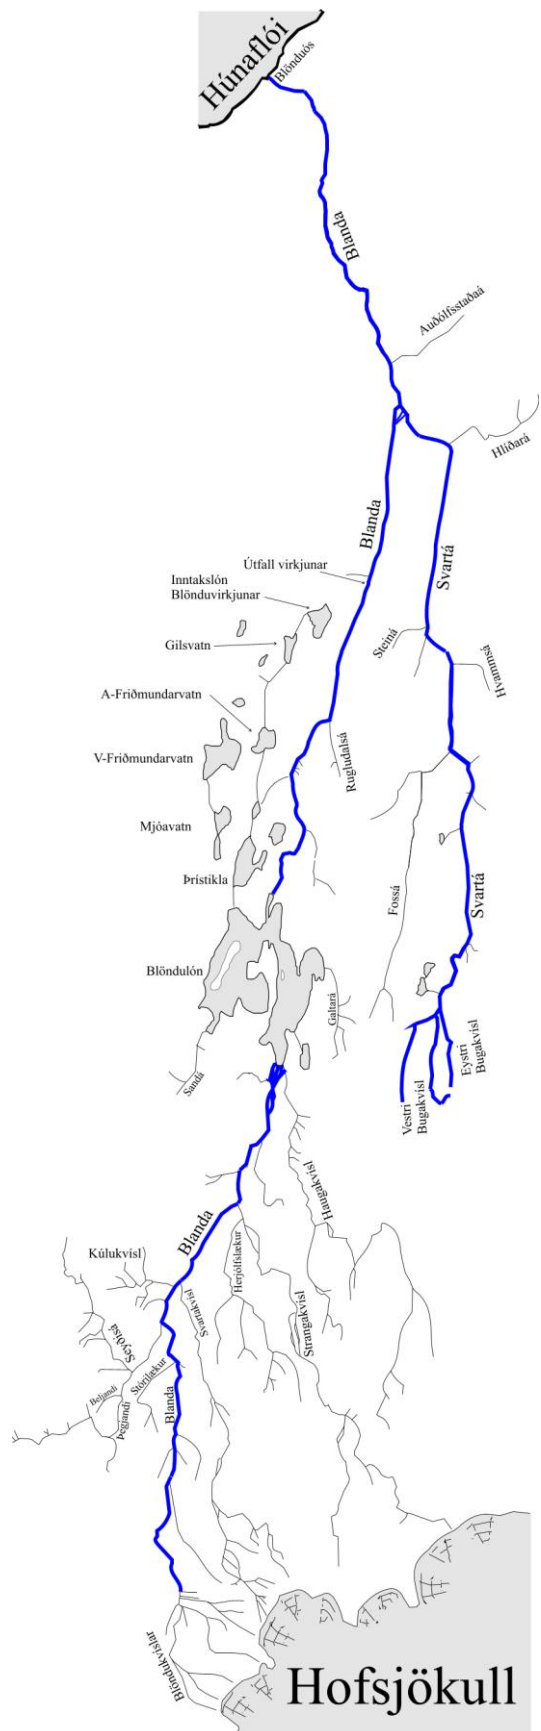 Húnaflói
Blönduós
Blanda
Auðólfsstaðaá
Hlíðará
Blanda
Svartá
Útfall virkjunar
Inntakslón
Blönduvirkjunar
Steiná
Gilsvatn
Hvammsá
A-Friðmundarvatn
V-Friðmundarvatn
Rugludalsá
Mjóavatn
Þrístikla
Fossá
Svartá
Blöndulón
Galtará
Sandá
Eystri
Bugakvísl
Vestri
Bugakvísl
Haugakvísl
Blanda
Kúlukvísl
Herjólfslækur
Svartakvísl
Strangakvísl
Seyðisá
Stórilækur
Beljandi
Þegjandi
Blanda
Blöndukvíslar
Hofsjökull